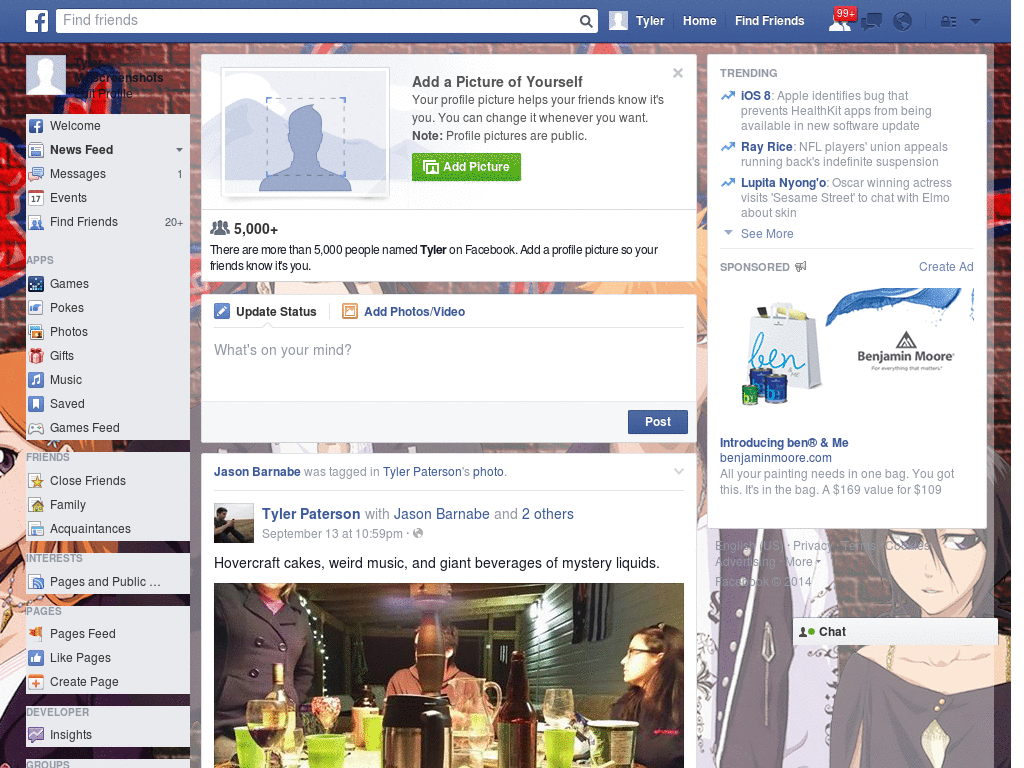 Find friends
Tyler Home Find Friends 99+
Tyler
Myscreenshots
Edit Profile
Welcome
News Feed
Messages 1
17 Events
Find Friends 20+
APPS
Games
Pokes
Photos
Gifts
Music
Saved
Games Feed
FRIENDS
Close Friends
Family
Acquaintances
INTERESTS
Pages and Public ...
PAGES
Pages Feed
Like Pages
Create Page
DEVELOPER
Insights
GROUPS
Add a Picture of Yourself
Your profile picture helps your friends know it's
you. You can change it whenever you want.
Note: Profile pictures are public.
Add Picture
5,000+
There are more than 5,000 people named Tyler on Facebook. Add a profile picture so your
friends know it's you.
Update Status Add Photos/Video
What's on your mind?
Post
Jason Barnabe was tagged in Tyler Paterson's photo.
Tyler Paterson with Jason Barnabe and 2 others
September 13 at 10:59pm ·
Hovercraft cakes, weird music, and giant beverages of mystery liquids.
TRENDING
iOS 8: Apple identifies bug that
prevents HealthKit apps from being
available in new software update
Ray Rice: NFL players' union appeals
running back's indefinite suspension
Lupita Nyong'o: Oscar winning actress
visits 'Sesame Street' to chat with Elmo
about skin
See More
SPONSORED Create Ad
ben
& ME
Benjamin Moore®
For everything that matters.™
Introducing ben® & Me
benjaminmoore.com
All your painting needs in one bag. You got
this. It's in the bag. A $169 value for $109
English (US) · Privacy · Terms · Cookies ·
Advertising · More
Facebook © 2014
Chat